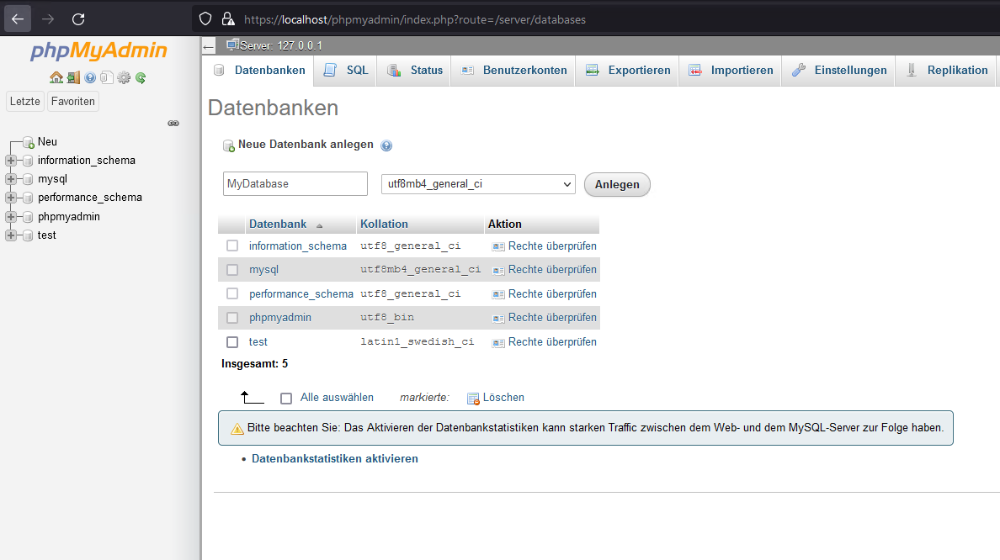 https://localhost/phpmyadmin/index.php?route=/server/databases
phpMyAdmin
Letzte Favoriten
Neu
information_schema
mysql
performance_schema
phpmyadmin
test
Server: 127.0.0.1
Datenbanken SQL Status Benutzerkonten Exportieren Importieren Einstellungen Replikation
Datenbanken
Neue Datenbank anlegen
MyDatabase utf8mb4_general_ci Anlegen
Datenbank Kollation Aktion
information_schema utf8_general_ci Rechte überprüfen
mysql utf8mb4_general_ci Rechte überprüfen
performance_schema utf8_general_ci Rechte überprüfen
phpmyadmin utf8_bin Rechte überprüfen
test latin1_swedish_ci Rechte überprüfen
Insgesamt: 5
Alle auswählen markierte: Löschen
Bitte beachten Sie: Das Aktivieren der Datenbankstatistiken kann starken Traffic zwischen dem Web- und dem MySQL-Server zur Folge haben.
• Datenbankstatistiken aktivieren